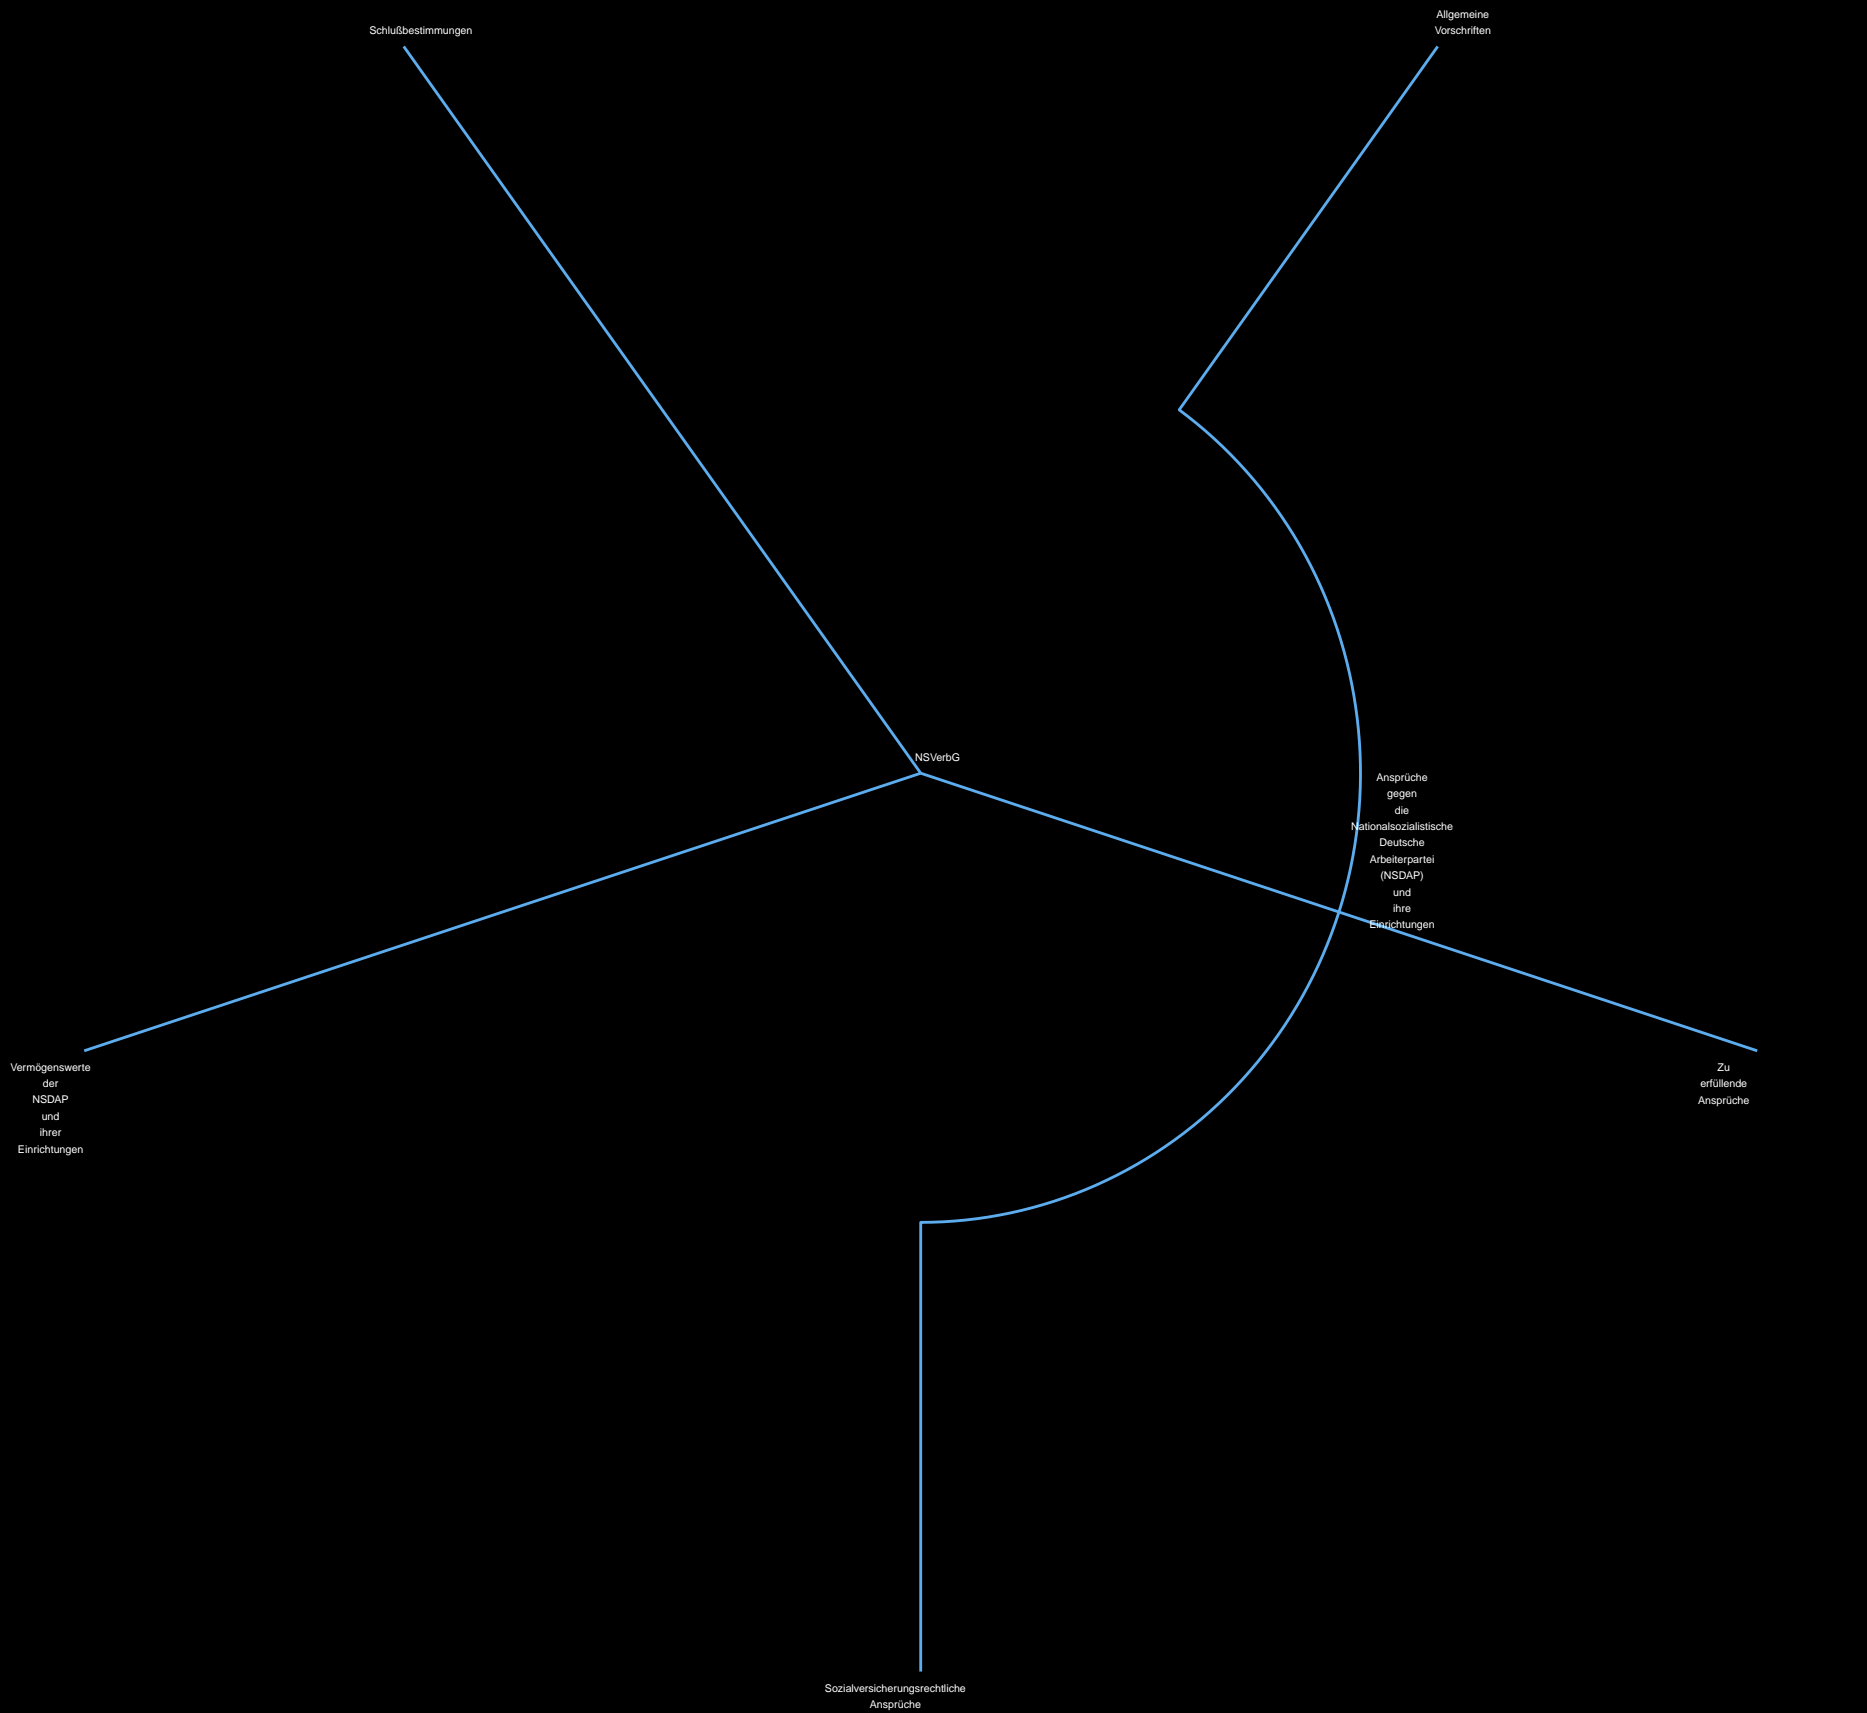 Schlußbestimmungen
Allgemeine
Vorschriften
NSVerbG
Ansprüche
gegen
die
Nationalsozialistische
Deutsche
Arbeiterpartei
(NSDAP)
und
ihre
Einrichtungen
Vermögenswerte
der
NSDAP
und
ihrer
Einrichtungen
Zu
erfüllende
Ansprüche
Sozialversicherungsrechtliche
Ansprüche